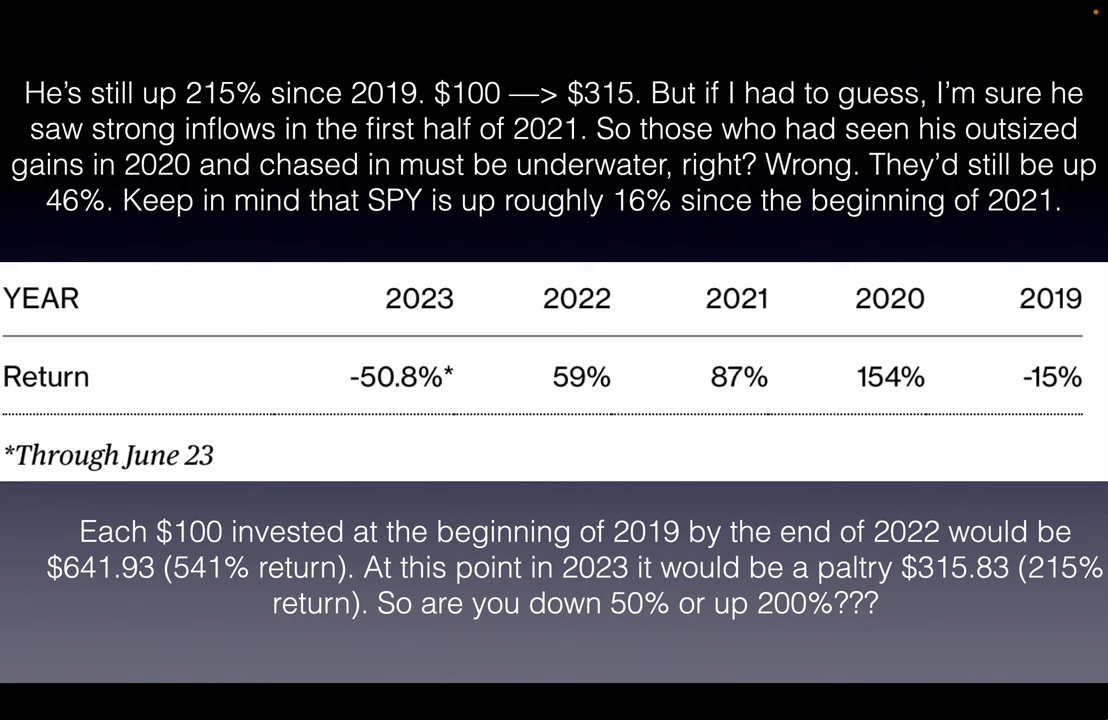 He’s still up 215% since 2019. $100 —> $315. But if I had to guess, I’m sure he
saw strong inflows in the first half of 2021. So those who had seen his outsized
gains in 2020 and chased in must be underwater, right? Wrong. They’d still be up
46%. Keep in mind that SPY is up roughly 16% since the beginning of 2021.
YEAR 2023 2022 2021 2020 2019
Return -50.8%* 59% 87% 154% -15%
*Through June 23
Each $100 invested at the beginning of 2019 by the end of 2022 would be
$641.93 (541% return). At this point in 2023 it would be a paltry $315.83 (215%
return). So are you down 50% or up 200%???